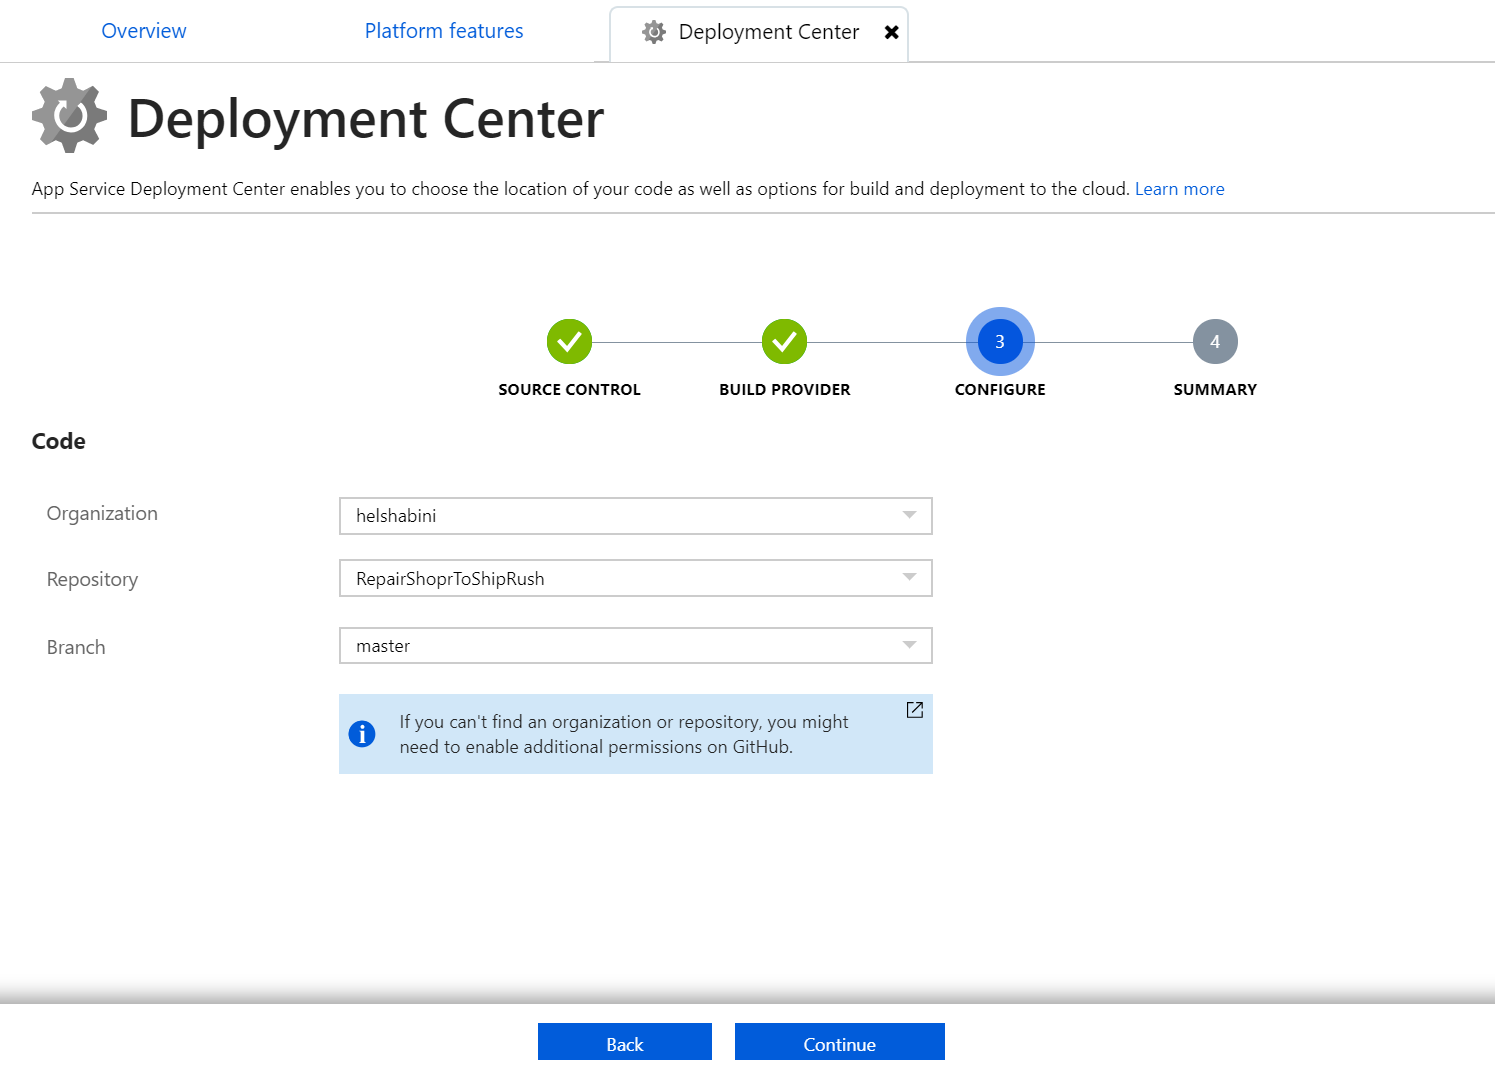 Overview
Platform features
Deployment Center
Deployment Center
App Service Deployment Center enables you to choose the location of your code as well as options for build and deployment to the cloud. Learn more
3
4
SOURCE CONTROL
BUILD PROVIDER
CONFIGURE
SUMMARY
Code
Organization
helshabini
Repository
RepairShoprToShipRush
Branch
master
If you can't find an organization or repository, you might
need to enable additional permissions on GitHub.
Back
Continue